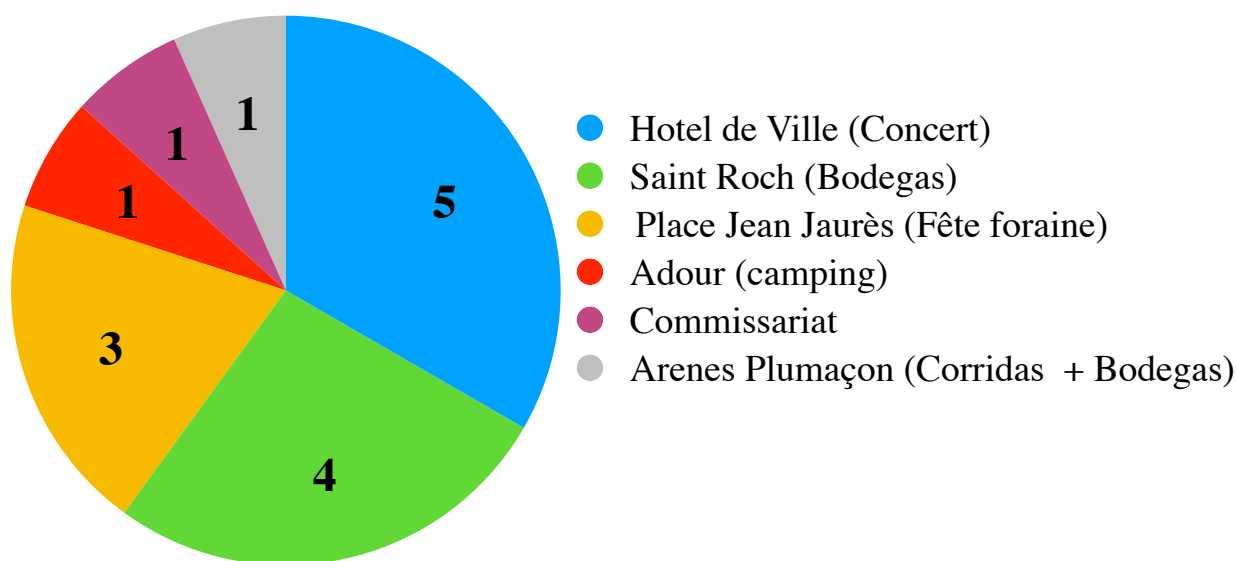 1
1
1
5
3
4
Hotel de Ville (Concert)
Saint Roch (Bodegas)
Place Jean Jaurès (Fête foraine)
Adour (camping)
Commissariat
Arenes Plumaçon (Corridas  + Bodegas)